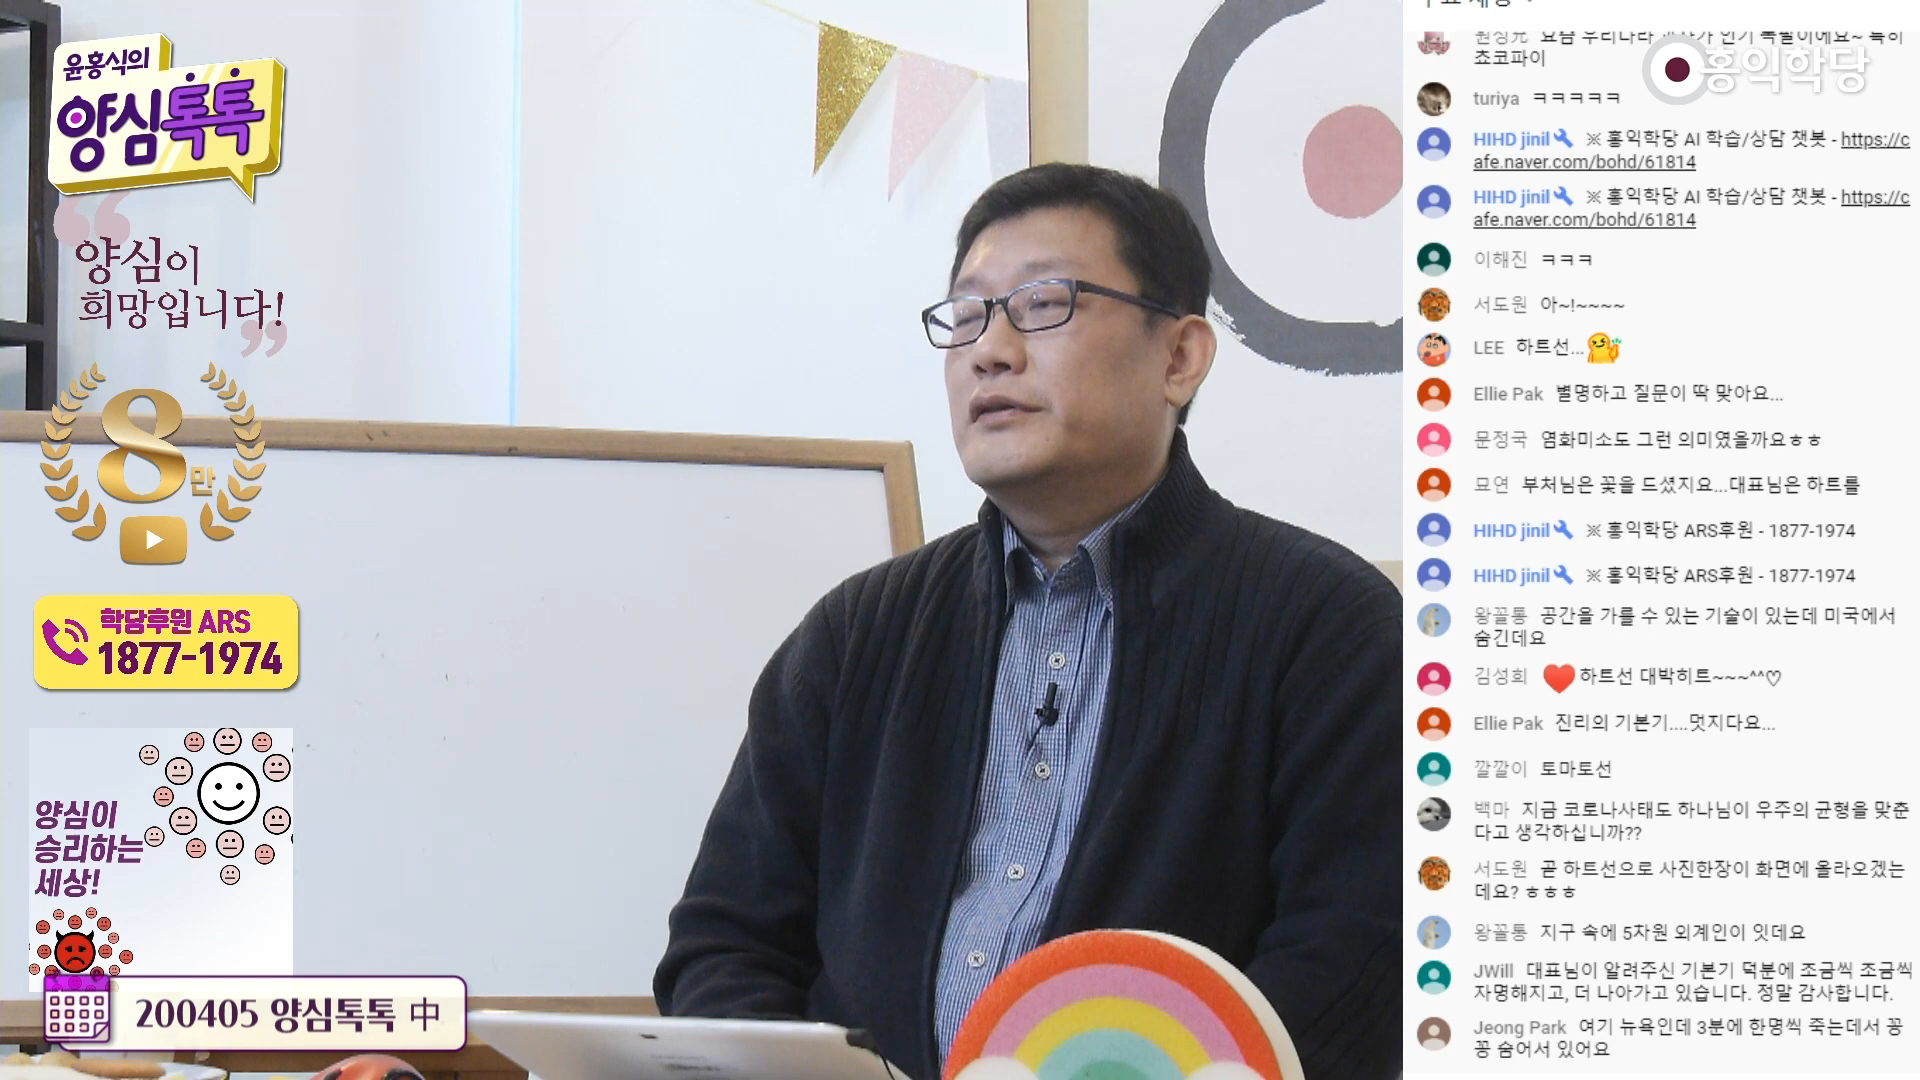 윤홍식의
양심톡톡
양심이
희망입니다!
8만
학당후원 ARS
1877-1974
양심이
승리하는
세상!
200405 양심톡톡 中
홍익학당
쵸코파이
turiya ㅋㅋㅋㅋㅋ
HIHD jinil ※ 홍익학당 AI 학습/상담 챗봇 - https://c
afe.naver.com/bohd/61814
HIHD jinil ※ 홍익학당 AI 학습/상담 챗봇 - https://c
afe.naver.com/bohd/61814
이해진 ㅋㅋㅋ
서도원 아~!~~~~
LEE 하트선...
Ellie Pak 별명하고 질문이 딱 맞아요...
문정국 염화미소도 그런 의미였을까요ㅎㅎ
묘연 부처님은 꽃을 드셨지요...대표님은 하트를
HIHD jinil ※ 홍익학당 ARS후원 - 1877-1974
HIHD jinil ※ 홍익학당 ARS후원 - 1877-1974
왕꼴통 공간을 가를 수 있는 기술이 있는데 미국에서
숨긴데요
김성희 하트선 대박히트~~~^^♡
Ellie Pak 진리의 기본기....멋지다요...
깔깔이 토마토선
백마 지금 코로나사태도 하나님이 우주의 균형을 맞춘
다고 생각하십니까??
서도원 곧 하트선으로 사진한장이 화면에 올라오겠는
데요? ㅎㅎㅎ
왕꼴통 지구 속에 5차원 외계인이 잇데요
JWill 대표님이 알려주신 기본기 덕분에 조금씩 조금씩
자명해지고, 더 나아가고 있습니다. 정말 감사합니다.
Jeong Park 여기 뉴욕인데 3분에 한명씩 죽는데서 꽁
꽁 숨어서 있어요